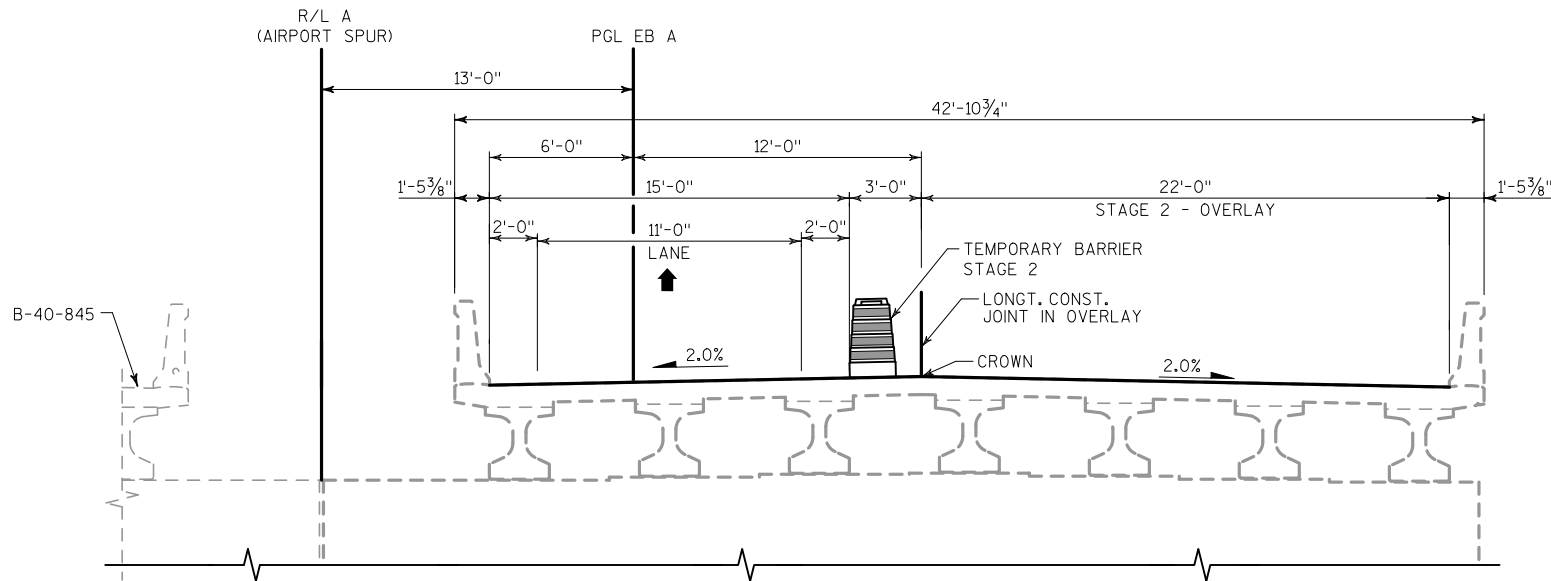 R/L A
(AIRPORT SPUR)
PGL EB A
13'-0"
42'-10¾"
6'-0"
12'-0"
1'-5⅜"
15'-0"
3'-0"
22'-0"
1'-5⅜"
STAGE 2 - OVERLAY
2'-0"
11'-0"
2'-0"
LANE
TEMPORARY BARRIER
STAGE 2
B-40-845
LONGT. CONST.
JOINT IN OVERLAY
2.0%
CROWN
2.0%